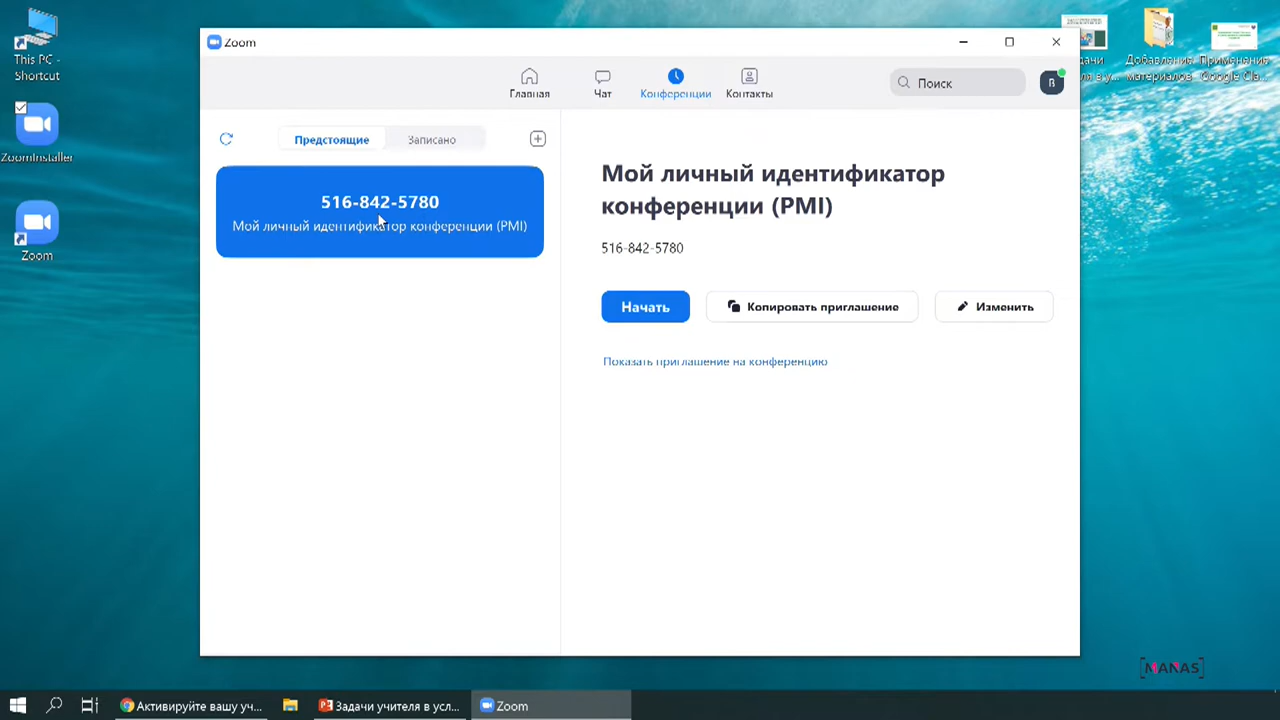 This PC -
Shortcut
ZoomInstaller
Zoom
Zoom
Главная
Чат
Конференции
Контакты
Поиск
В
Предстоящие
Записано
516-842-5780
Мой личный идентификатор конференции (PMI)
Мой личный идентификатор
конференции (PMI)
516-842-5780
Начать
Копировать приглашение
Изменить
Показать приглашение на конференцию
Добавление
материалов
Применение
Google Cla...
[MANAS]
Активируйте вашу уч...
Задачи учителя в усл...
Zoom